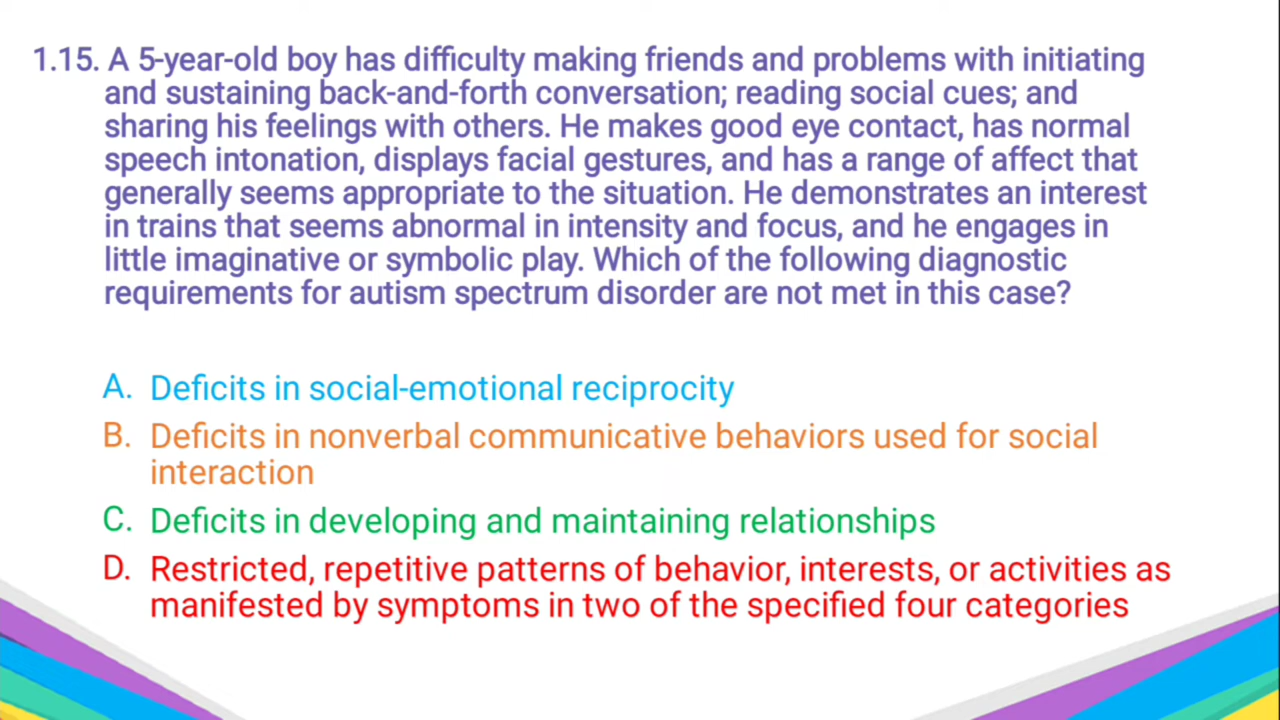 1.15. A 5-year-old boy has difficulty making friends and problems with initiating
and sustaining back-and-forth conversation; reading social cues; and
sharing his feelings with others. He makes good eye contact, has normal
speech intonation, displays facial gestures, and has a range of affect that
generally seems appropriate to the situation. He demonstrates an interest
in trains that seems abnormal in intensity and focus, and he engages in
little imaginative or symbolic play. Which of the following diagnostic
requirements for autism spectrum disorder are not met in this case?
A. Deficits in social-emotional reciprocity
B. Deficits in nonverbal communicative behaviors used for social
interaction
C. Deficits in developing and maintaining relationships
D. Restricted, repetitive patterns of behavior, interests, or activities as
manifested by symptoms in two of the specified four categories